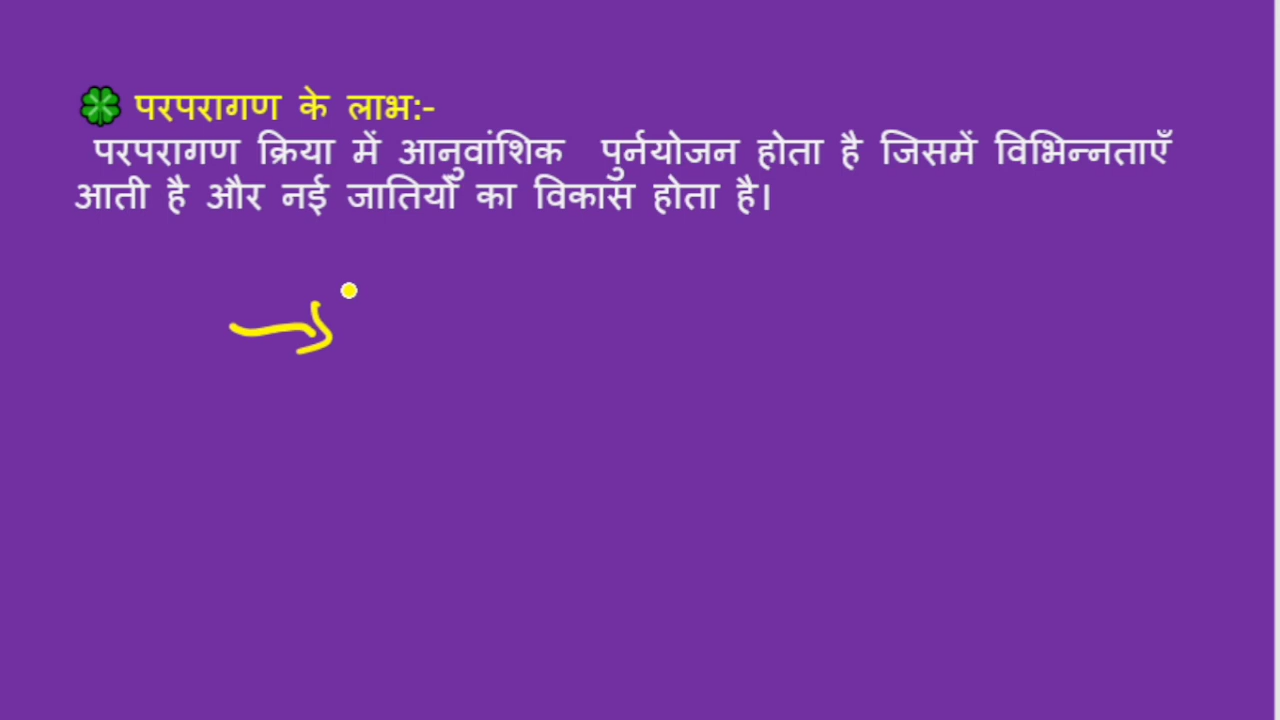 🍀 परपरागण के लाभ:-
परपरागण क्रिया में आनुवांशिक पुर्नयोजन होता है जिसमें विभिन्नताएँ
आती है और नई जातियों का विकास होता है।